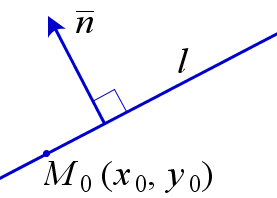 n̅
l
M₀ (x₀, y₀)